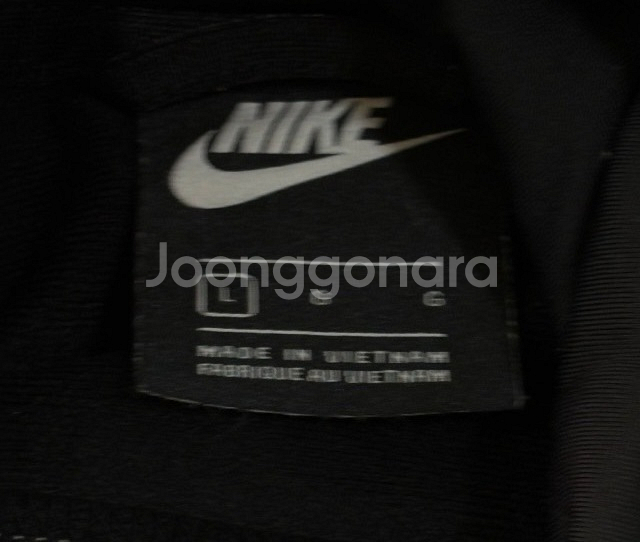 NIKE
Joonggonara
L G
MADE IN VIETNAM
FABRIQUE AU VIETNAM